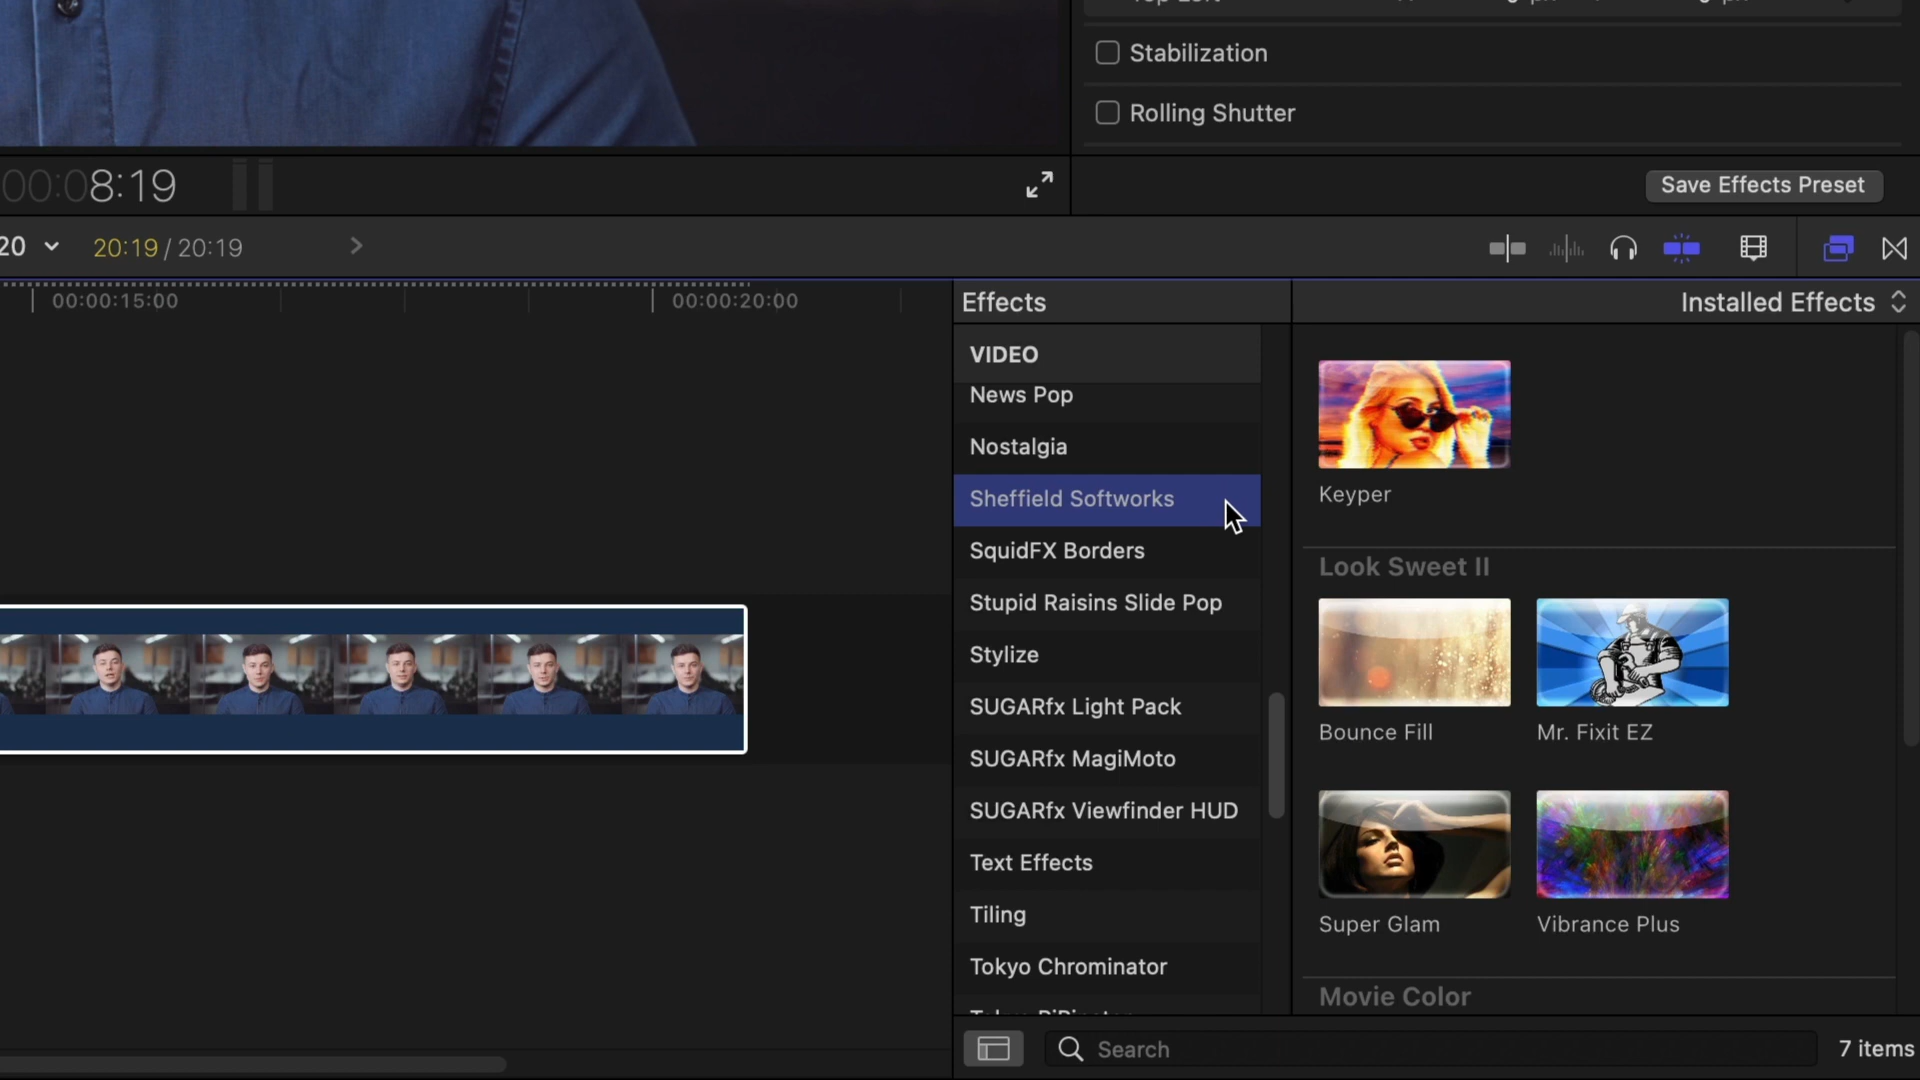 Stabilization
Rolling Shutter
00:08:19
Save Effects Preset
20
20:19 / 20:19
00:00:15:00
00:00:20:00
Effects
Installed Effects
VIDEO
News Pop
Nostalgia
Sheffield Softworks
SquidFX Borders
Stupid Raisins Slide Pop
Stylize
SUGARfx Light Pack
SUGARfx MagiMoto
SUGARfx Viewfinder HUD
Text Effects
Tiling
Tokyo Chrominator
Keyper
Look Sweet II
Bounce Fill
Mr. Fixit EZ
Super Glam
Vibrance Plus
Movie Color
Search
7 items